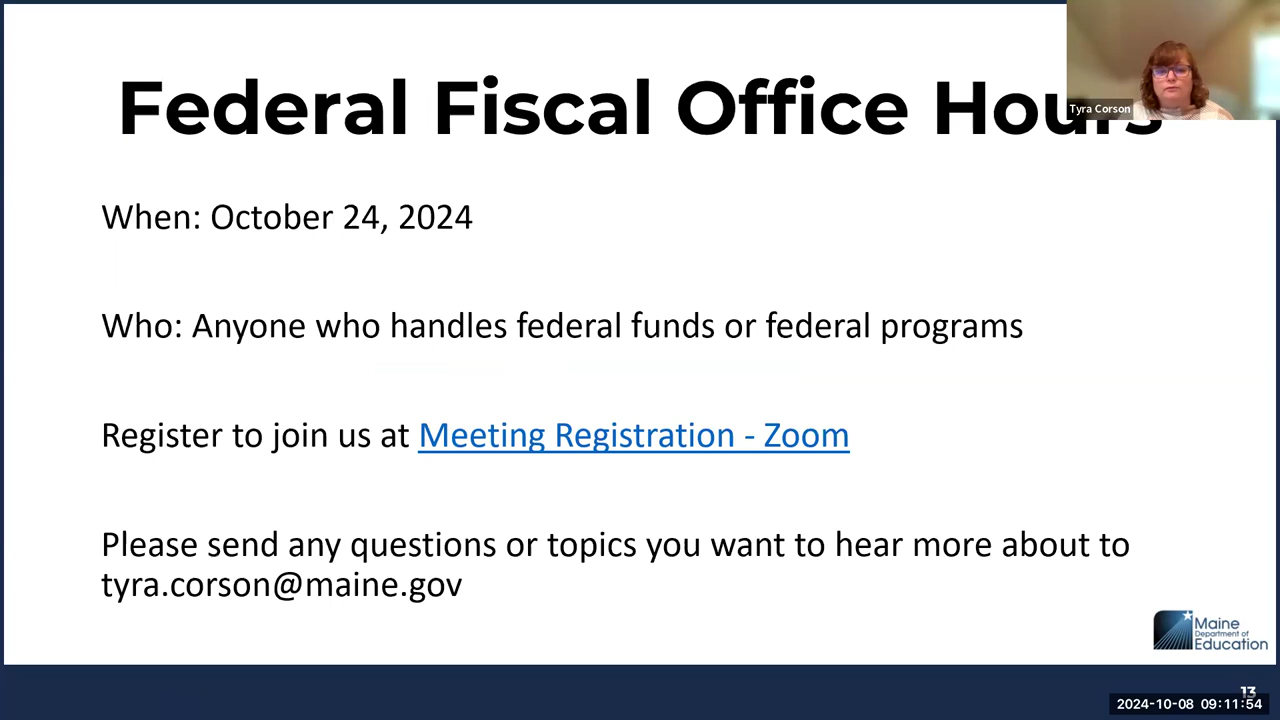 Federal Fiscal Office Hours
Tyra Corson
When: October 24, 2024
Who: Anyone who handles federal funds or federal programs
Register to join us at Meeting Registration - Zoom
Please send any questions or topics you want to hear more about to
tyra.corson@maine.gov
Maine
Department of
Education
13
2024-10-08 09:11:54